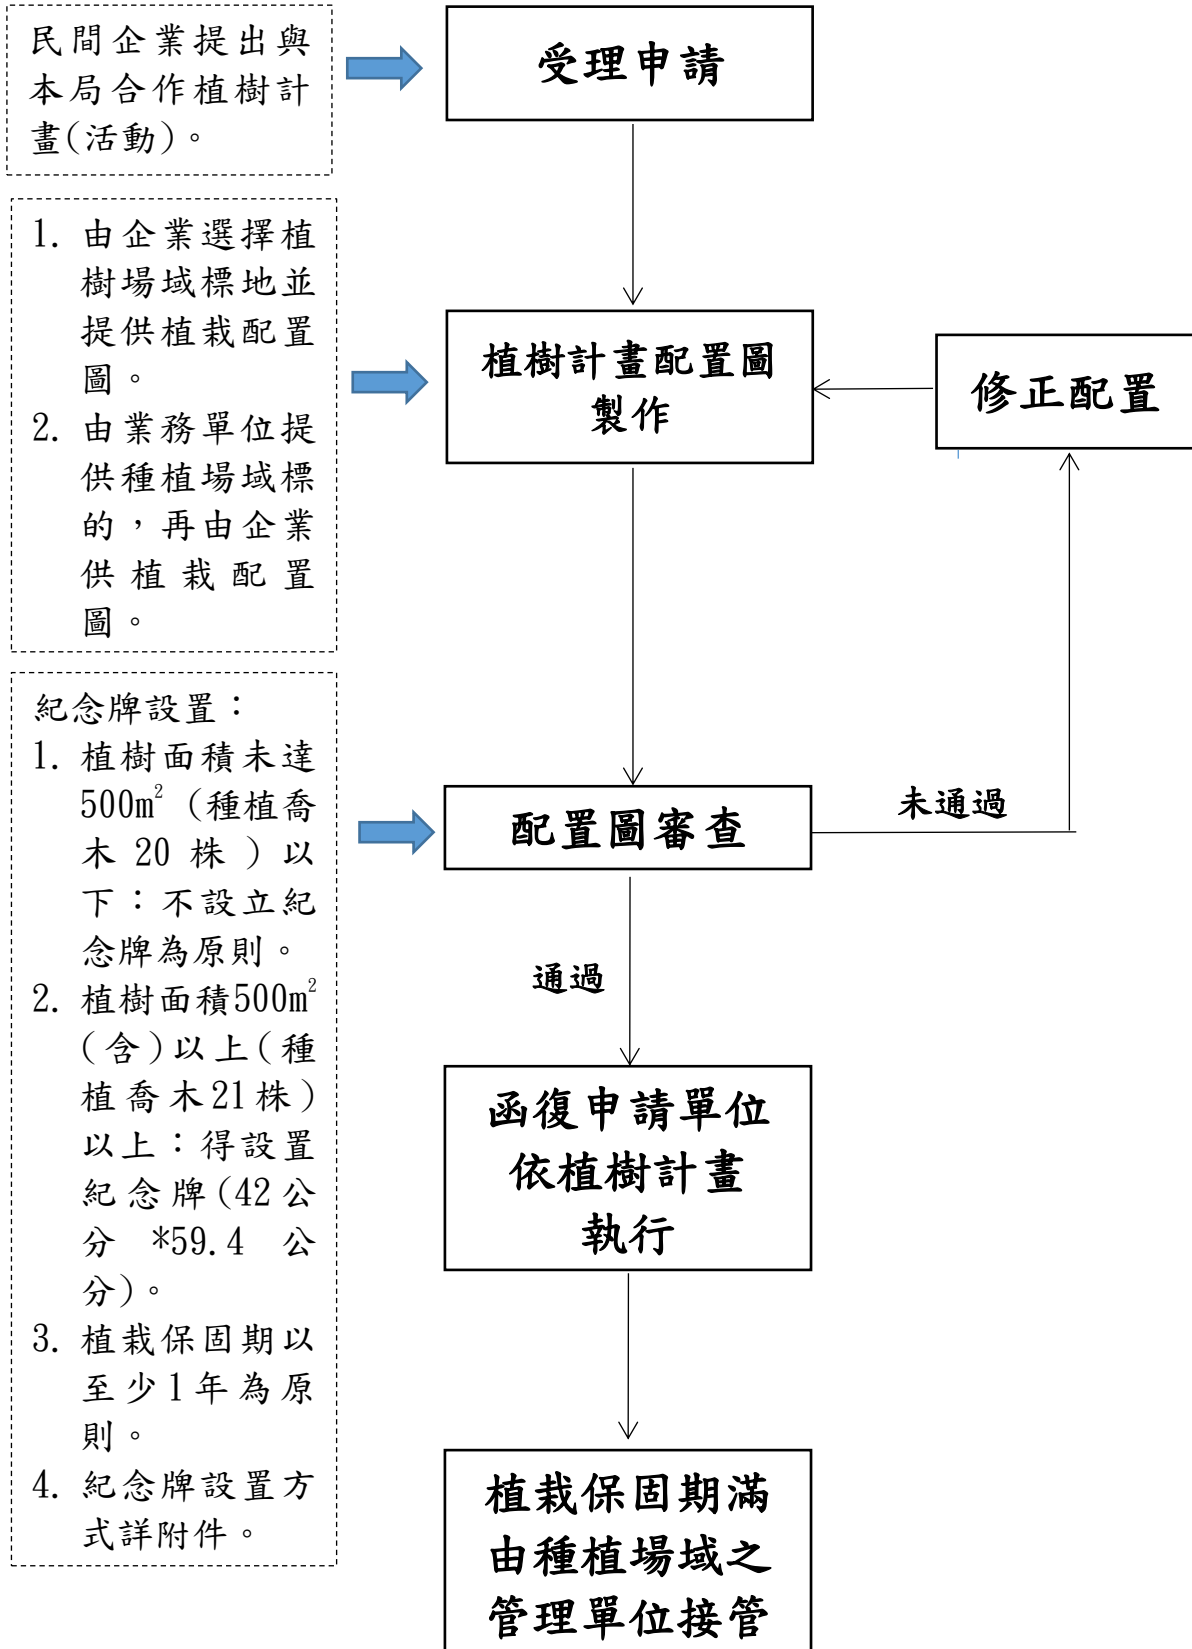 民間企業提出與
本局合作植樹計
畫(活動)。
受理申請
1. 由企業選擇植
樹場域標地並
提供植栽配置
圖。
2. 由業務單位提
供種植場域標
的，再由企業
供植栽配置
圖。
植樹計畫配置圖
製作
修正配置
紀念牌設置：
1. 植樹面積未達
500m²（種植喬
木20株）以
下：不設立紀
念牌為原則。
2. 植樹面積500m²
(含)以上(種
植喬木21株)
以上：得設置
紀念牌(42公
分 *59.4 公
分)。
3. 植栽保固期以
至少1年為原
則。
4. 紀念牌設置方
式詳附件。
配置圖審查
未通過
通過
函復申請單位
依植樹計畫
執行
植栽保固期滿
由種植場域之
管理單位接管